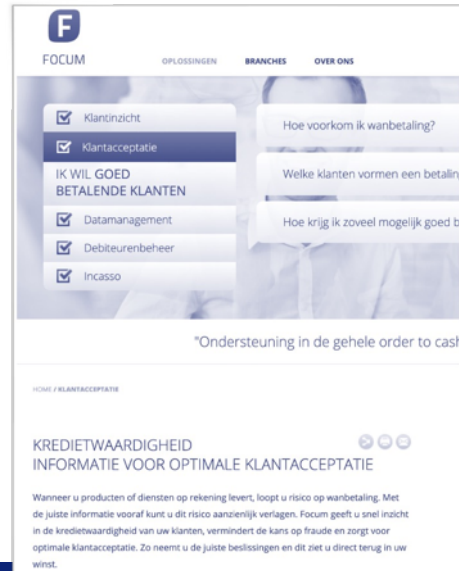 F
FOCUM
OPLOSSINGEN BRANCHES OVER ONS
Klantinzicht
Klantacceptatie
IK WIL GOED
BETALENDE KLANTEN
Datamanagement
Debiteurenbeheer
Incasso
Hoe voorkom ik wanbetaling?
Welke klanten vormen een betalin
Hoe krijg ik zoveel mogelijk goed b
"Ondersteuning in de gehele order to cash
HOME / KLANTACCEPTATIE
KREDIETWAARDIGHEID
INFORMATIE VOOR OPTIMALE KLANTACCEPTATIE
Wanneer u producten of diensten op rekening levert, loopt u risico op wanbetaling. Met
de juiste informatie vooraf kunt u dit risico aanzienlijk verlagen. Focum geeft u snel inzicht
in de kredietwaardigheid van uw klanten, vermindert de kans op fraude en zorgt voor
optimale klantacceptatie. Zo neemt u de juiste beslissingen en dit ziet u direct terug in uw
winst.